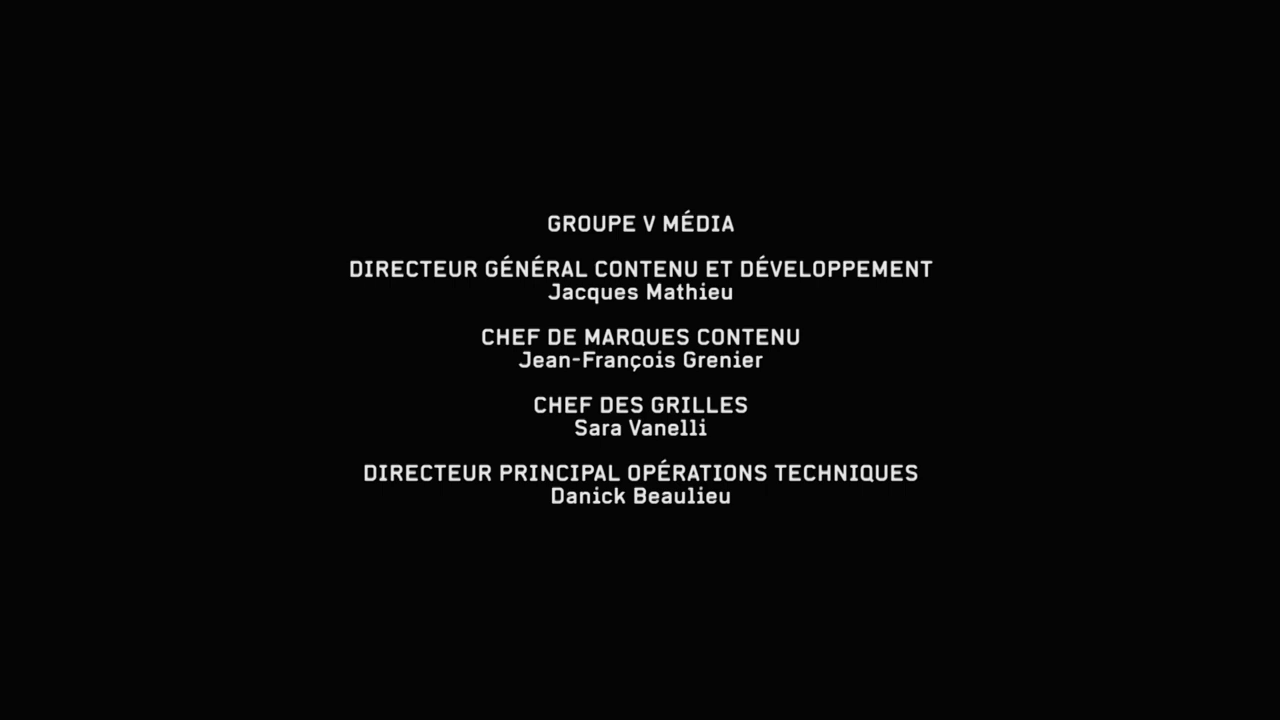 GROUPE V MÉDIA
DIRECTEUR GÉNÉRAL CONTENU ET DÉVELOPPEMENT
Jacques Mathieu
CHEF DE MARQUES CONTENU
Jean-François Grenier
CHEF DES GRILLES
Sara Vanelli
DIRECTEUR PRINCIPAL OPÉRATIONS TECHNIQUES
Danick Beaulieu